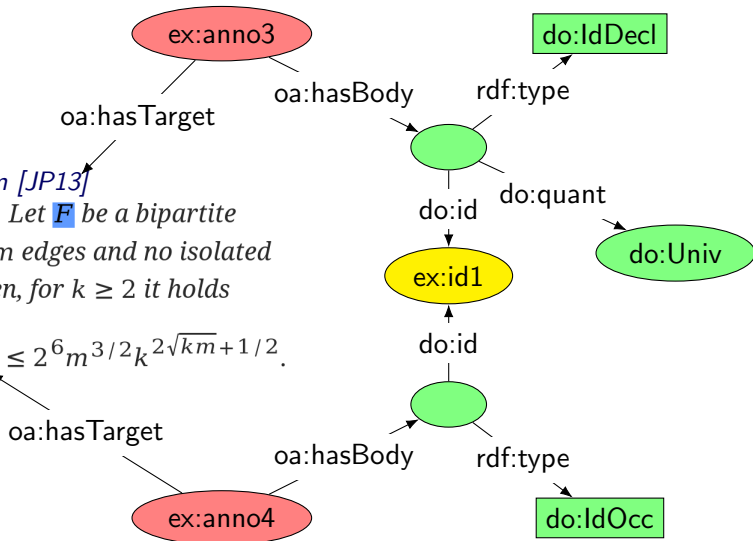 ex:anno3
do:IdDecl
oa:hasBody
rdf:type
oa:hasTarget
[JP13]
do:quant
Let F be a bipartite
do:id
m edges and no isolated
do:Univ
ex:id1
for k ≥ 2 it holds
do:id
≤ 2^6 m^{3/2} k^{2\sqrt{km}+1/2}.
oa:hasTarget
oa:hasBody
rdf:type
ex:anno4
do:IdOcc